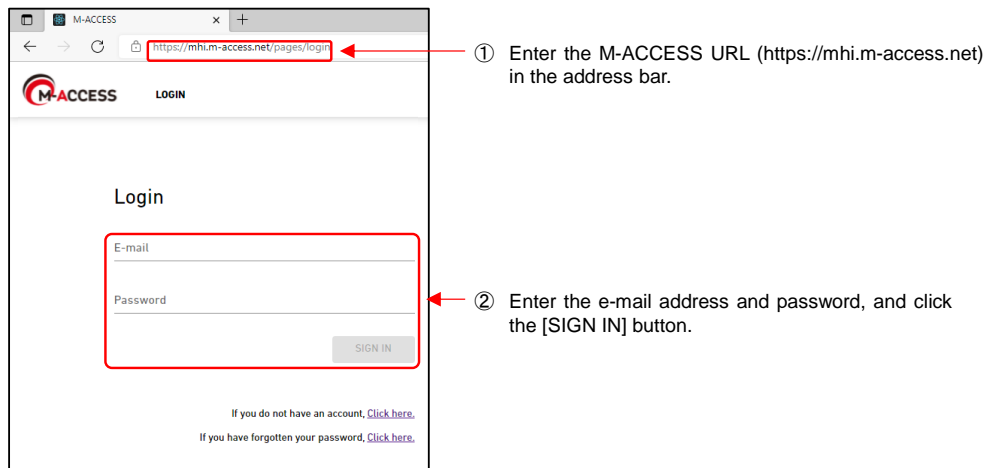 M-ACCESS
https://mhi.m-access.net/pages/login
① Enter the M-ACCESS URL (https://mhi.m-access.net)
in the address bar.
M-ACCESS LOGIN
Login
E-mail
Password
② Enter the e-mail address and password, and click
the [SIGN IN] button.
SIGN IN
If you do not have an account, Click here.
If you have forgotten your password, Click here.